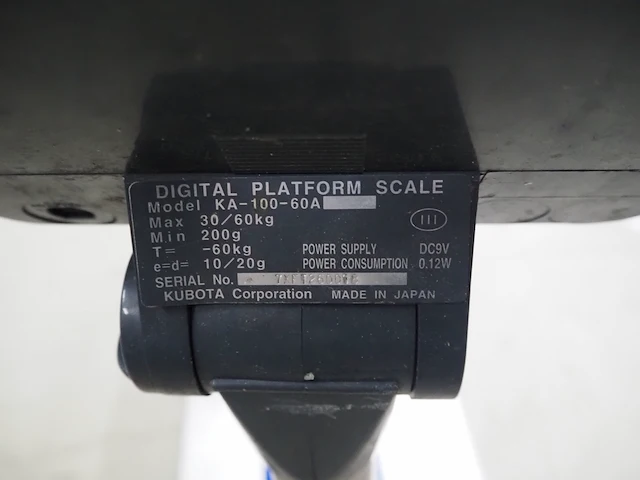 DIGITAL PLATFORM SCALE
Model KA-100-60A
Max 30/60kg
III
Min 200g
T= -60kg POWER SUPPLY DC9V
e=d= 10/20g POWER CONSUMPTION 0.12W
SERIAL No.
KUBOTA Corporation MADE IN JAPAN